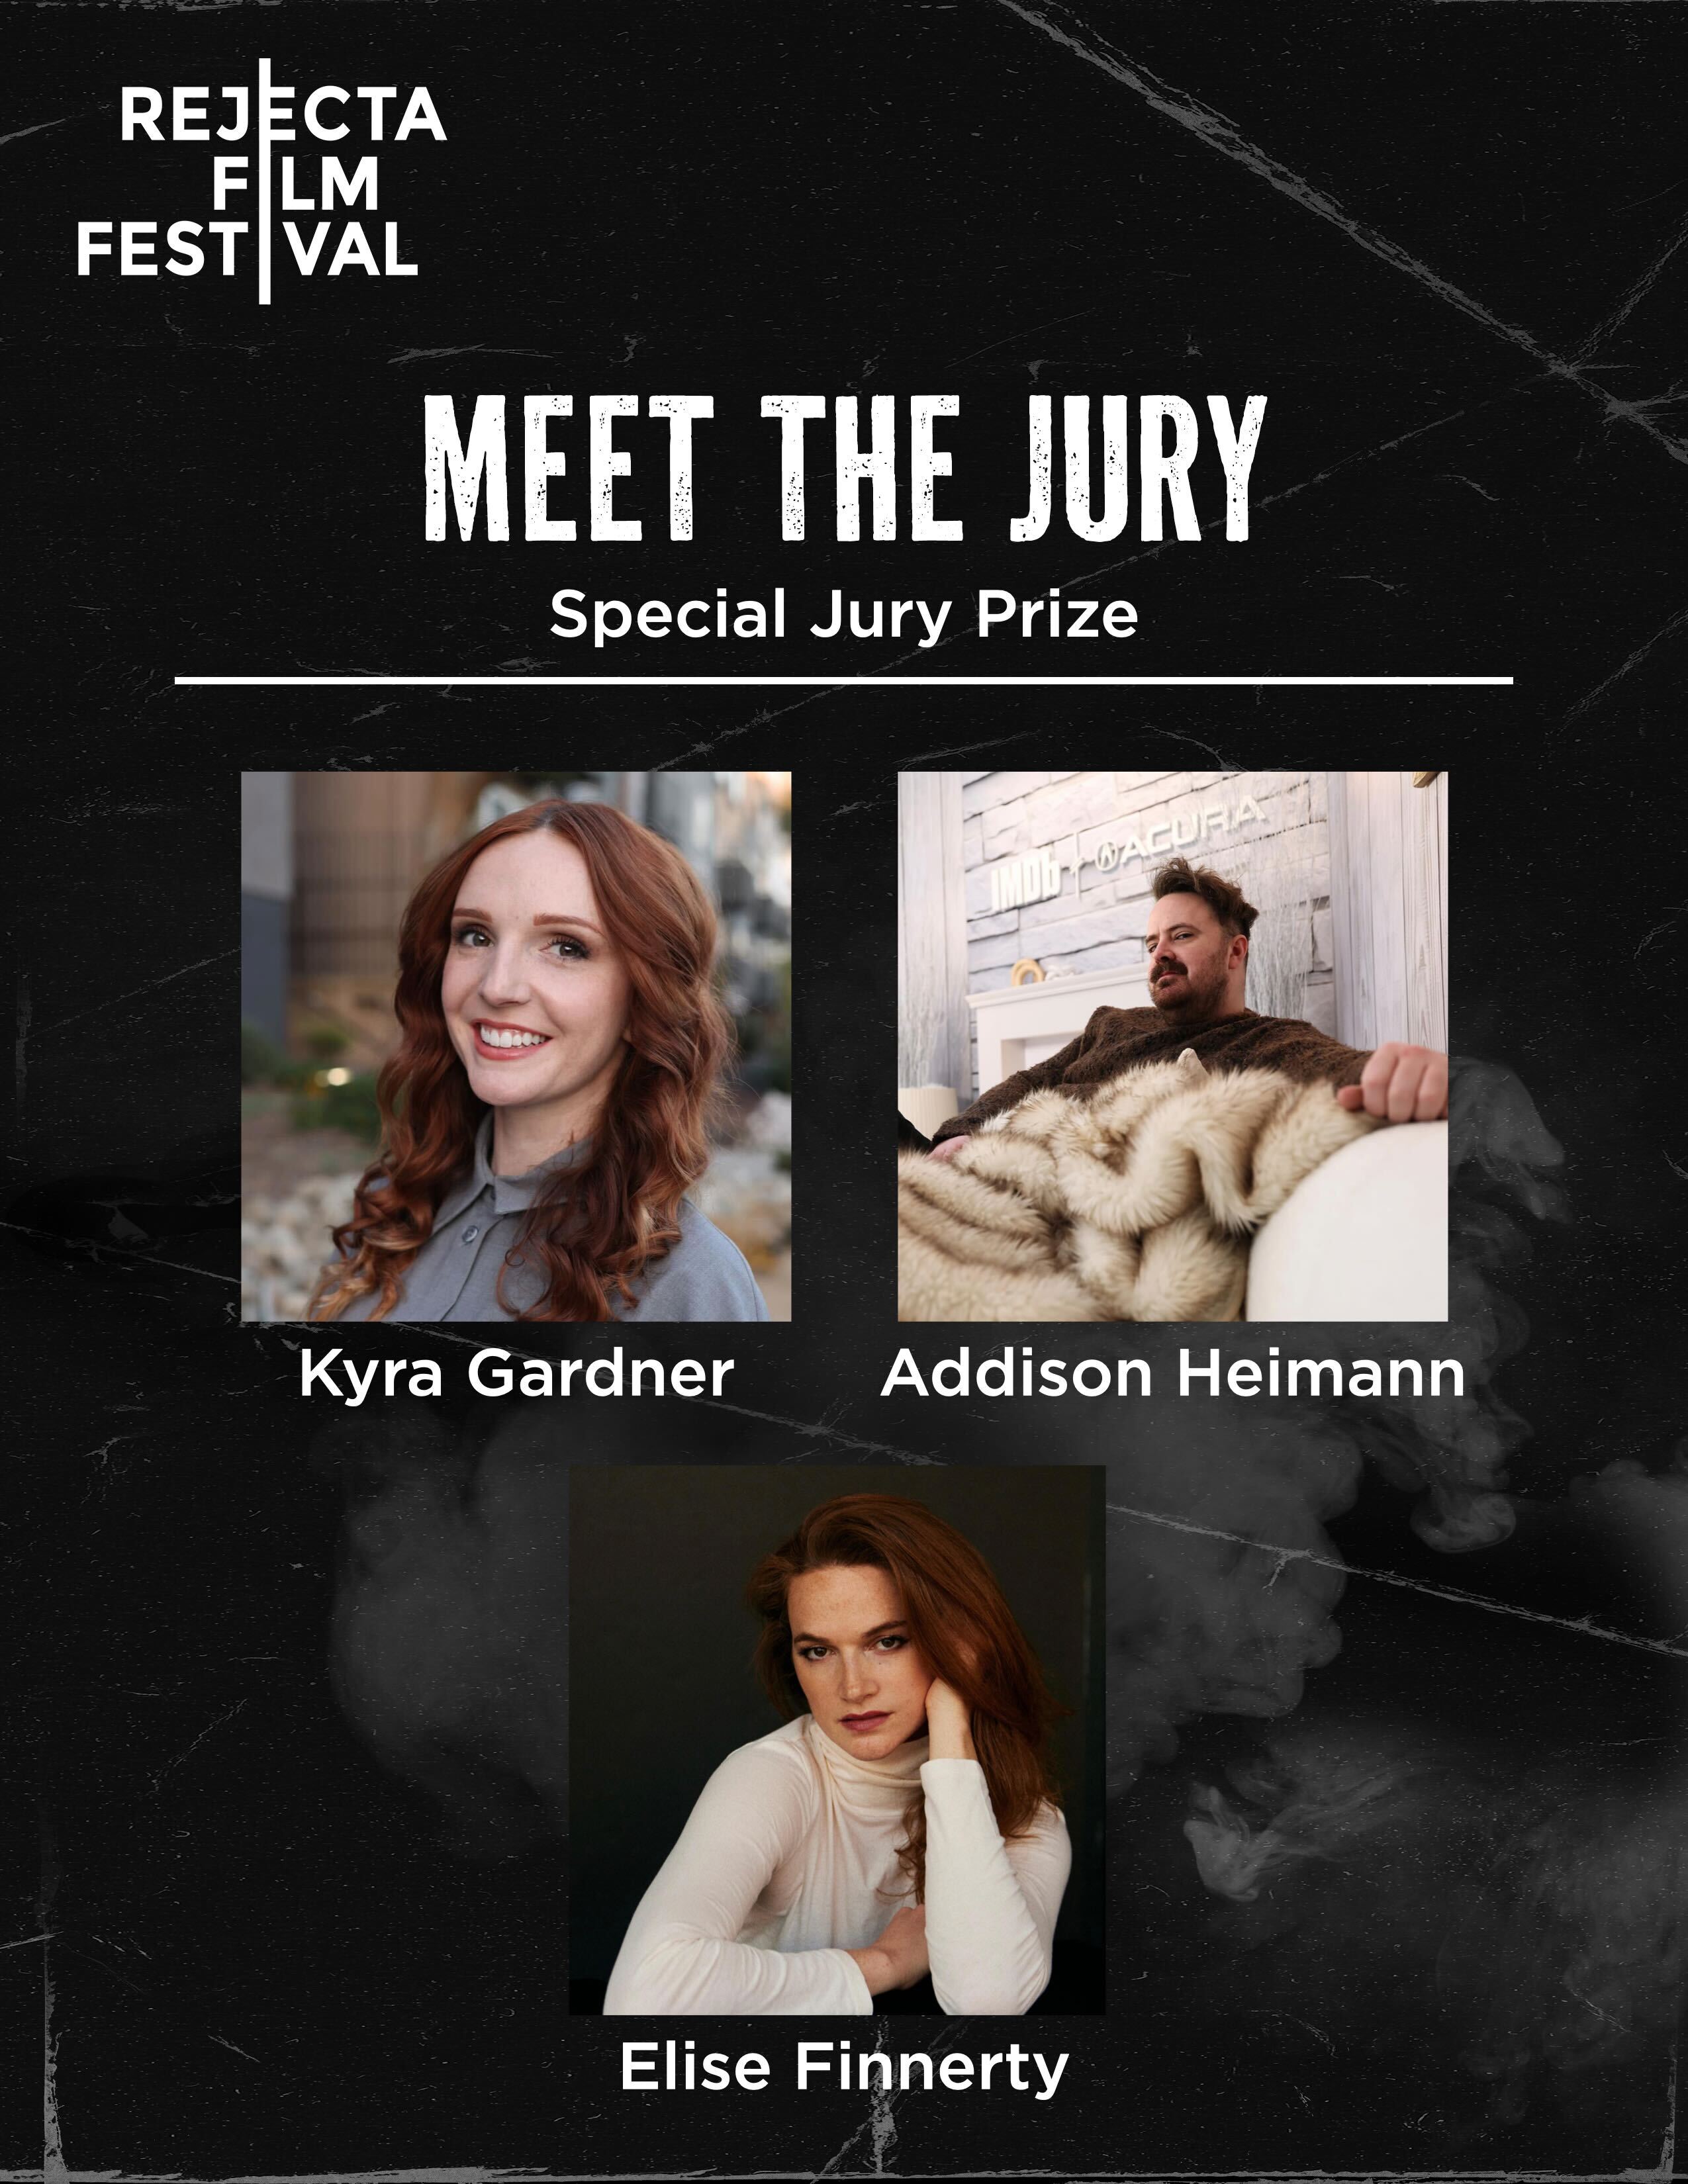 REJECTA
FILM
FESTIVAL
MEET THE JURY
Special Jury Prize
IMDb + ACURA
Kyra Gardner
Addison Heimann
Elise Finnerty